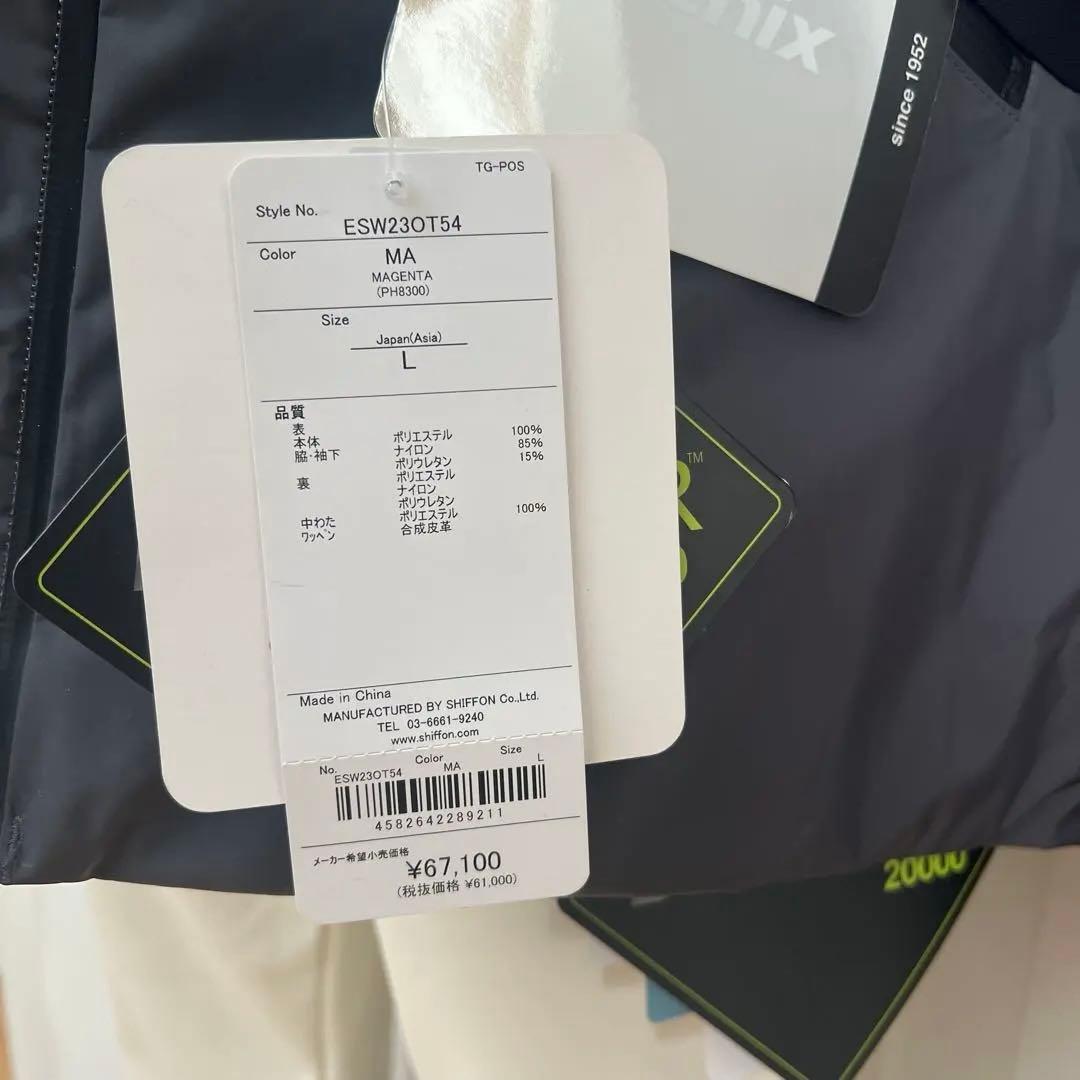 nix
since 1952
TG-POS
Style No.
ESW23OT54
Color
MA
MAGENTA
(PH8300)
Size
Japan(Asia)
L
品質
表
本体 ポリエステル 100%
脇・袖下 ナイロン 85%
ポリウレタン 15%
裏 ポリエステル
ナイロン
ポリウレタン
中わた ポリエステル 100%
ワッペン 合成皮革
R™
Made in China
MANUFACTURED BY SHIFFON Co.,Ltd.
TEL 03-6661-9240
www.shiffon.com
No. Color Size
ESW23OT54 MA L
4582642289211
メーカー希望小売価格
¥67,100
(税抜価格 ¥61,000)
20000